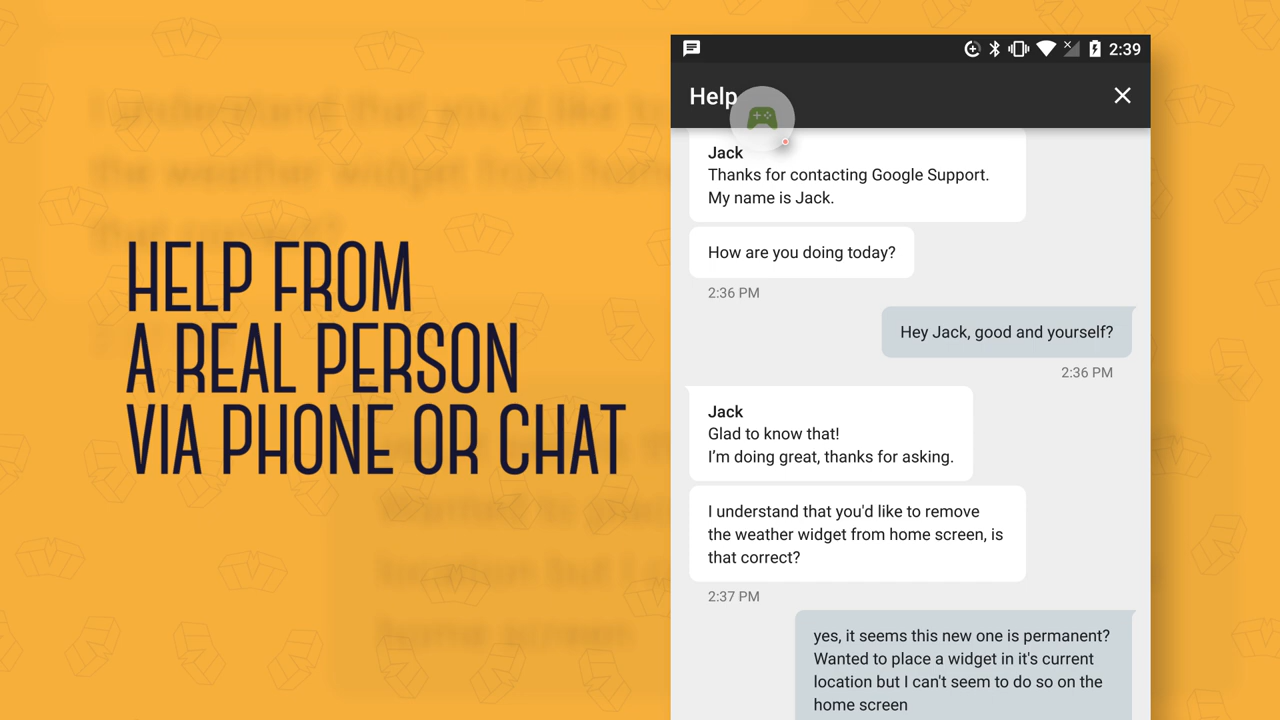 HELP FROM
A REAL PERSON
VIA PHONE OR CHAT
2:39
Help
Jack
Thanks for contacting Google Support.
My name is Jack.
How are you doing today?
2:36 PM
Hey Jack, good and yourself?
2:36 PM
Jack
Glad to know that!
I'm doing great, thanks for asking.
I understand that you'd like to remove
the weather widget from home screen, is
that correct?
2:37 PM
yes, it seems this new one is permanent?
Wanted to place a widget in it's current
location but I can't seem to do so on the
home screen